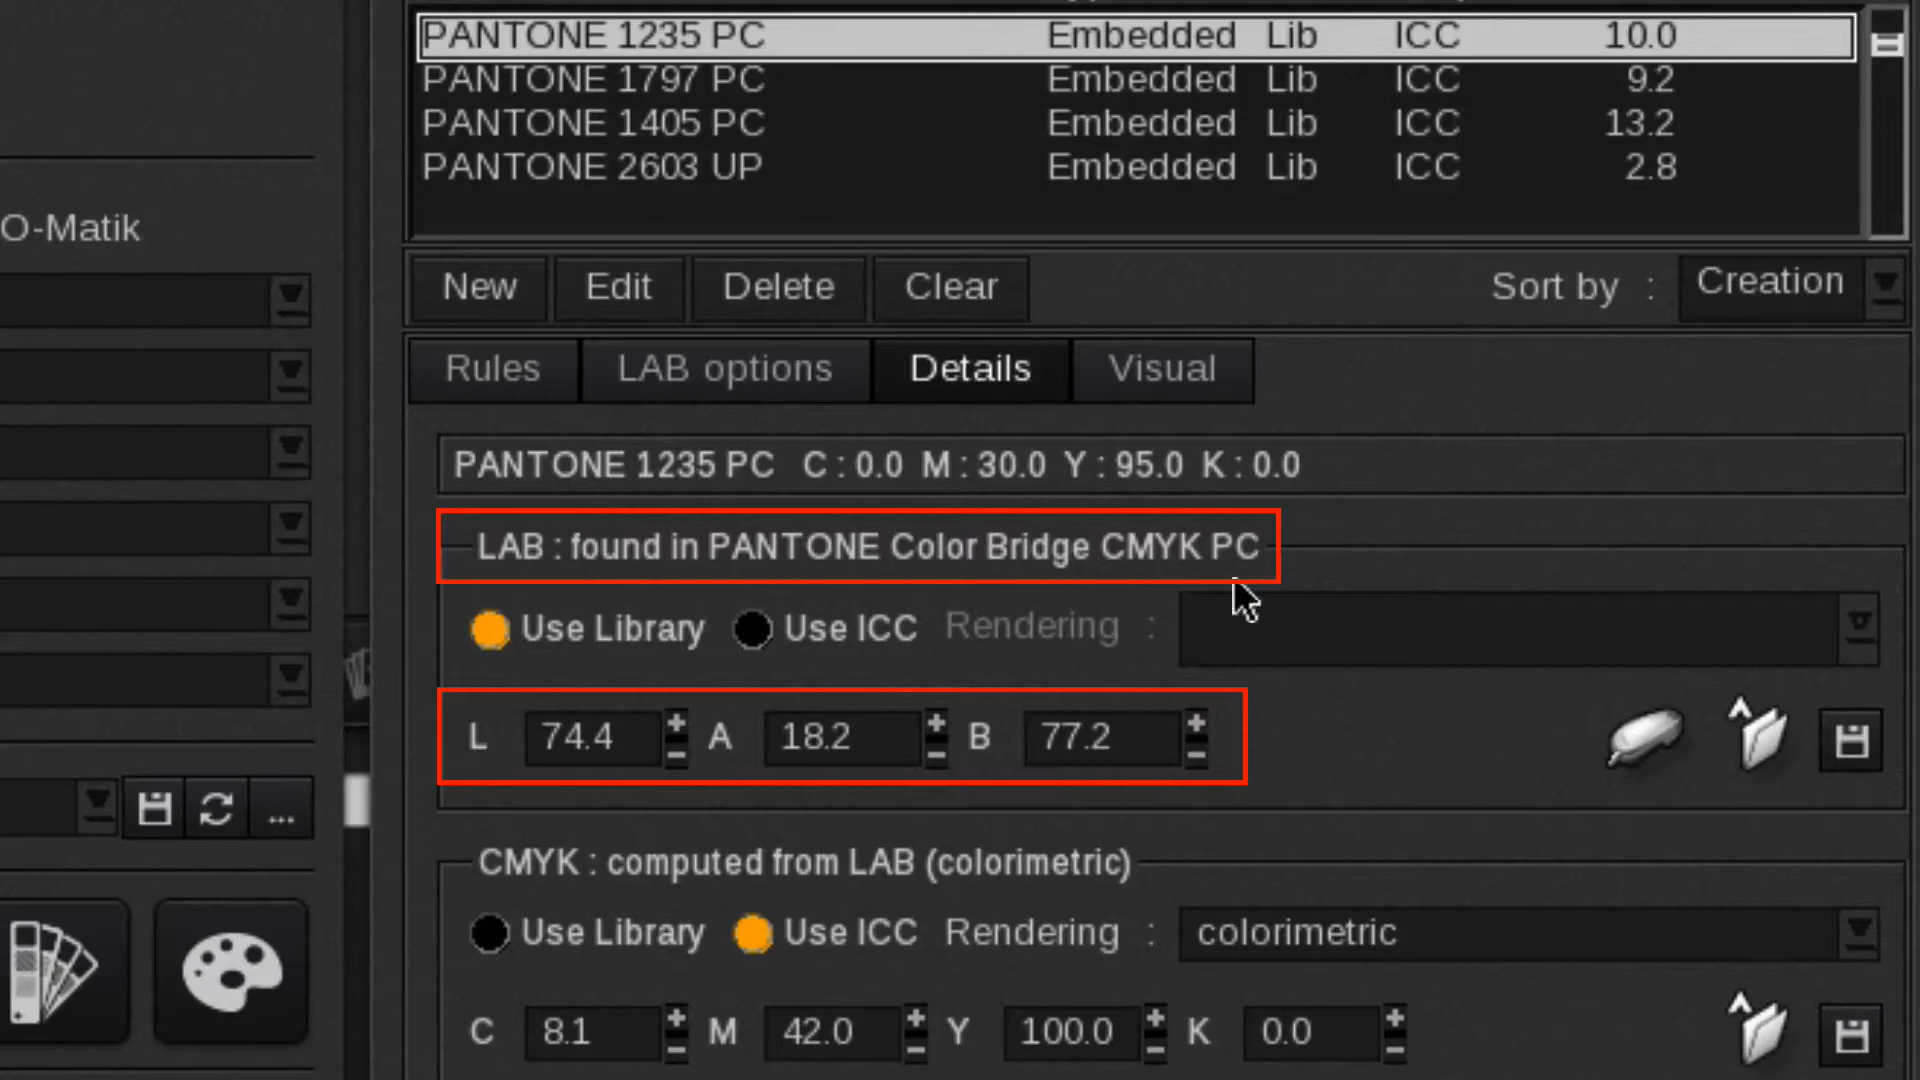 PANTONE 1235 PC Embedded Lib ICC 10.0
PANTONE 1797 PC Embedded Lib ICC 9.2
PANTONE 1405 PC Embedded Lib ICC 13.2
PANTONE 2603 UP Embedded Lib ICC 2.8
O-Matik
New Edit Delete Clear Sort by : Creation
Rules LAB options Details Visual
PANTONE 1235 PC C : 0.0 M : 30.0 Y : 95.0 K : 0.0
LAB : found in PANTONE Color Bridge CMYK PC
Use Library Use ICC Rendering :
L 74.4 A 18.2 B 77.2
...
CMYK : computed from LAB (colorimetric)
Use Library Use ICC Rendering : colorimetric
C 8.1 M 42.0 Y 100.0 K 0.0